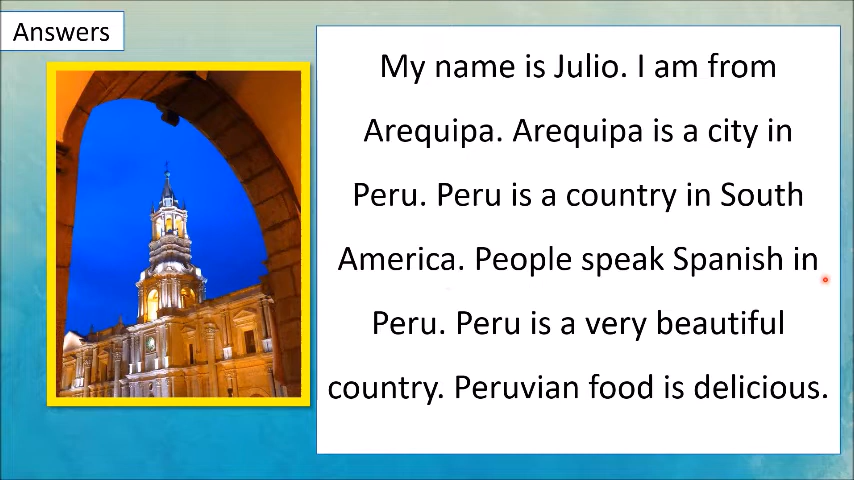 Answers
My name is Julio. I am from
Arequipa. Arequipa is a city in
Peru. Peru is a country in South
America. People speak Spanish in
Peru. Peru is a very beautiful
country. Peruvian food is delicious.